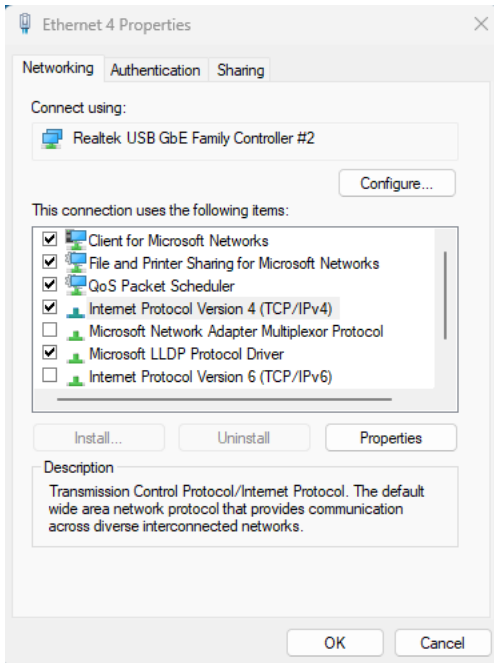 Ethernet 4 Properties
Networking Authentication Sharing
Connect using:
Realtek USB GbE Family Controller #2
Configure...
This connection uses the following items:
Client for Microsoft Networks
File and Printer Sharing for Microsoft Networks
QoS Packet Scheduler
Internet Protocol Version 4 (TCP/IPv4)
Microsoft Network Adapter Multiplexor Protocol
Microsoft LLDP Protocol Driver
Internet Protocol Version 6 (TCP/IPv6)
Install... Uninstall Properties
Description
Transmission Control Protocol/Internet Protocol. The default
wide area network protocol that provides communication
across diverse interconnected networks.
OK Cancel